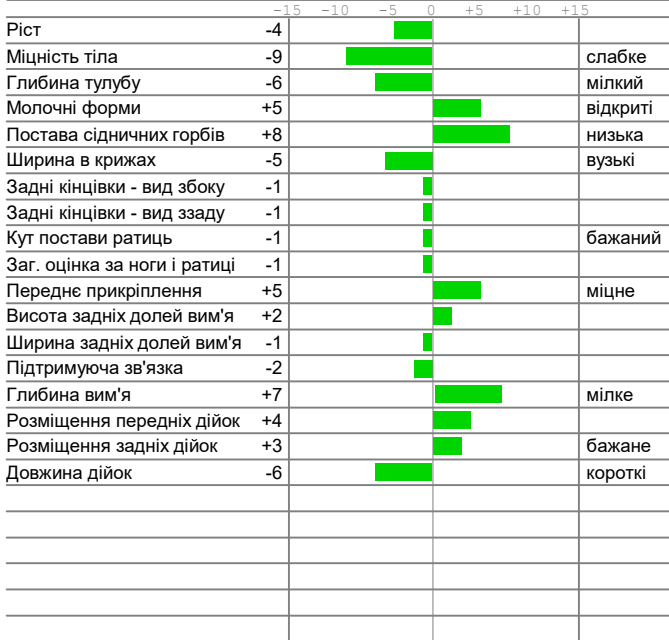 -15 -10 -5 0 +5 +10 +15
Ріст -4
Міцність тіла -9 слабке
Глибина тулубу -6 мілкий
Молочні форми +5 відкриті
Постава сідничних горбів +8 низька
Ширина в крижах -5 вузькі
Задні кінцівки - вид збоку -1
Задні кінцівки - вид ззаду -1
Кут постави ратиць -1 бажаний
Заг. оцінка за ноги і ратиці -1
Переднє прикріплення +5 міцне
Висота задніх долей вим'я +2
Ширина задніх долей вим'я -1
Підтримуюча зв'язка -2
Глибина вим'я +7 мілке
Розміщення передніх дійок +4
Розміщення задніх дійок +3 бажане
Довжина дійок -6 короткі